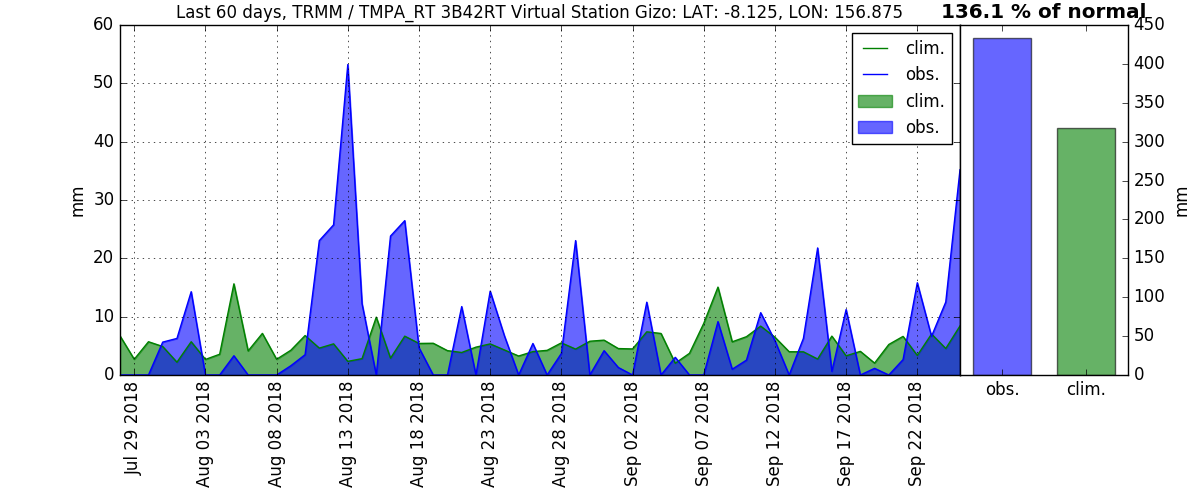 Last 60 days, TRMM / TMPA_RT 3B42RT Virtual Station Gizo: LAT: -8.125, LON: 156.875
136.1 % of normal
60
50
40
30
20
10
0
mm
clim.
obs.
clim.
obs.
Jul 29 2018
Aug 03 2018
Aug 08 2018
Aug 13 2018
Aug 18 2018
Aug 23 2018
Aug 28 2018
Sep 02 2018
Sep 07 2018
Sep 12 2018
Sep 17 2018
Sep 22 2018
450
400
350
300
250
200
150
100
50
0
mm
obs.
clim.